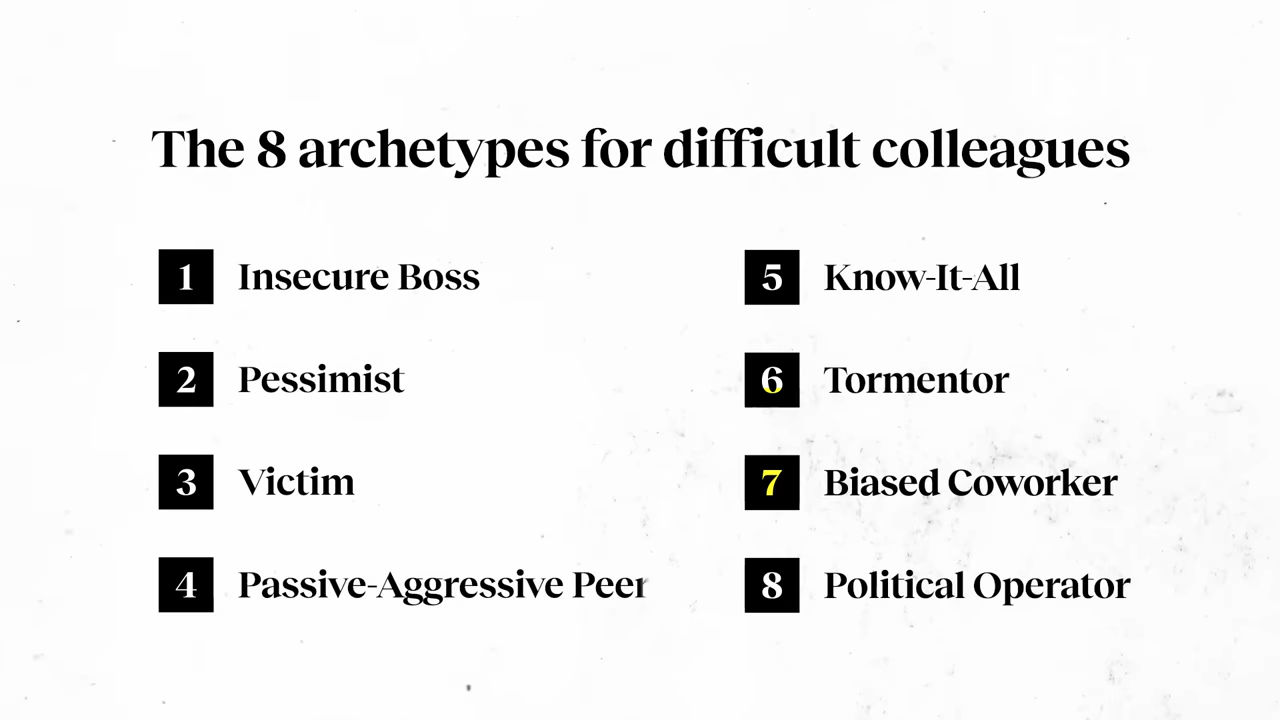 The 8 archetypes for difficult colleagues
1 Insecure Boss
2 Pessimist
3 Victim
4 Passive-Aggressive Peer
5 Know-It-All
6 Tormentor
7 Biased Coworker
8 Political Operator